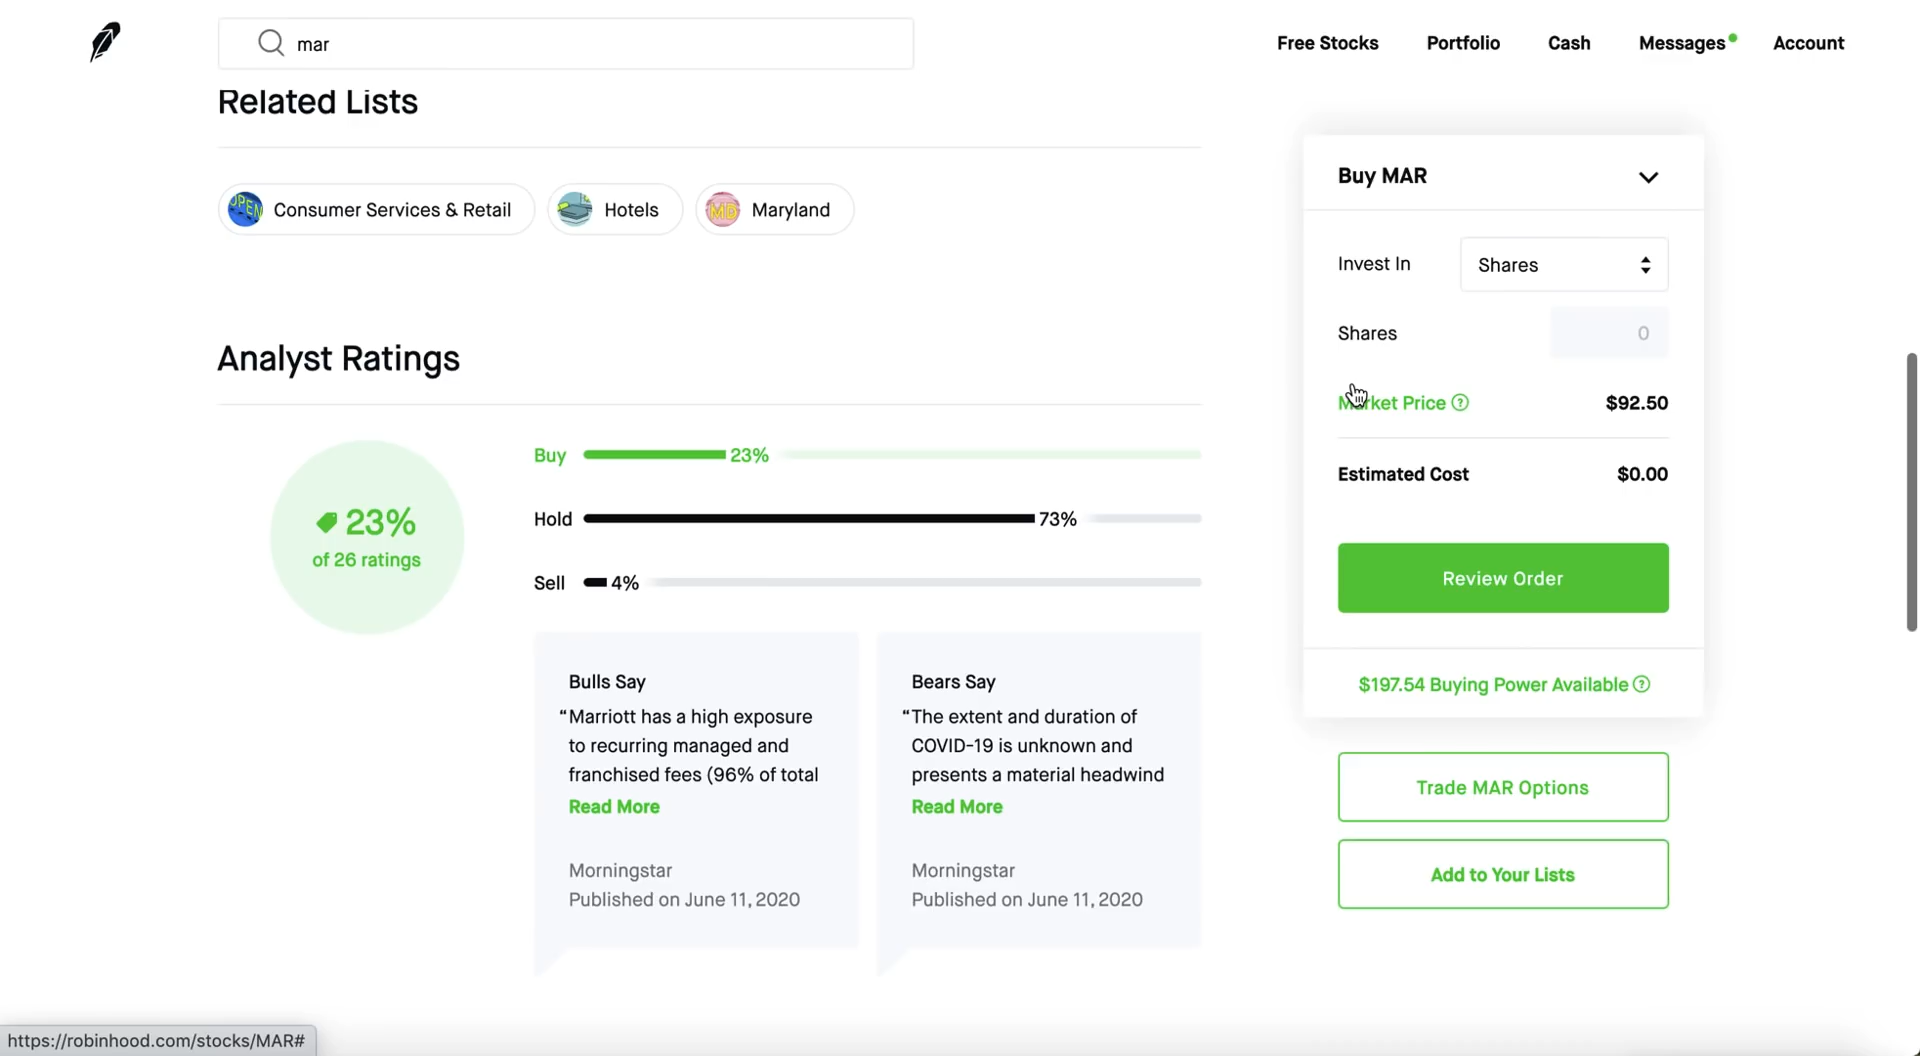 mar
Free Stocks
Portfolio
Cash
Messages
Account
Related Lists
OPEN
Consumer Services & Retail
Hotels
MD
Maryland
Analyst Ratings
23%
of 26 ratings
Buy 23%
Hold 73%
Sell 4%
Bulls Say
“Marriott has a high exposure
to recurring managed and
franchised fees (96% of total
Read More
Morningstar
Published on June 11, 2020
Bears Say
“The extent and duration of
COVID-19 is unknown and
presents a material headwind
Read More
Morningstar
Published on June 11, 2020
Buy MAR
Invest In Shares
Shares 0
Market Price ? $92.50
Estimated Cost $0.00
Review Order
$197.54 Buying Power Available ?
Trade MAR Options
Add to Your Lists
https://robinhood.com/stocks/MAR#